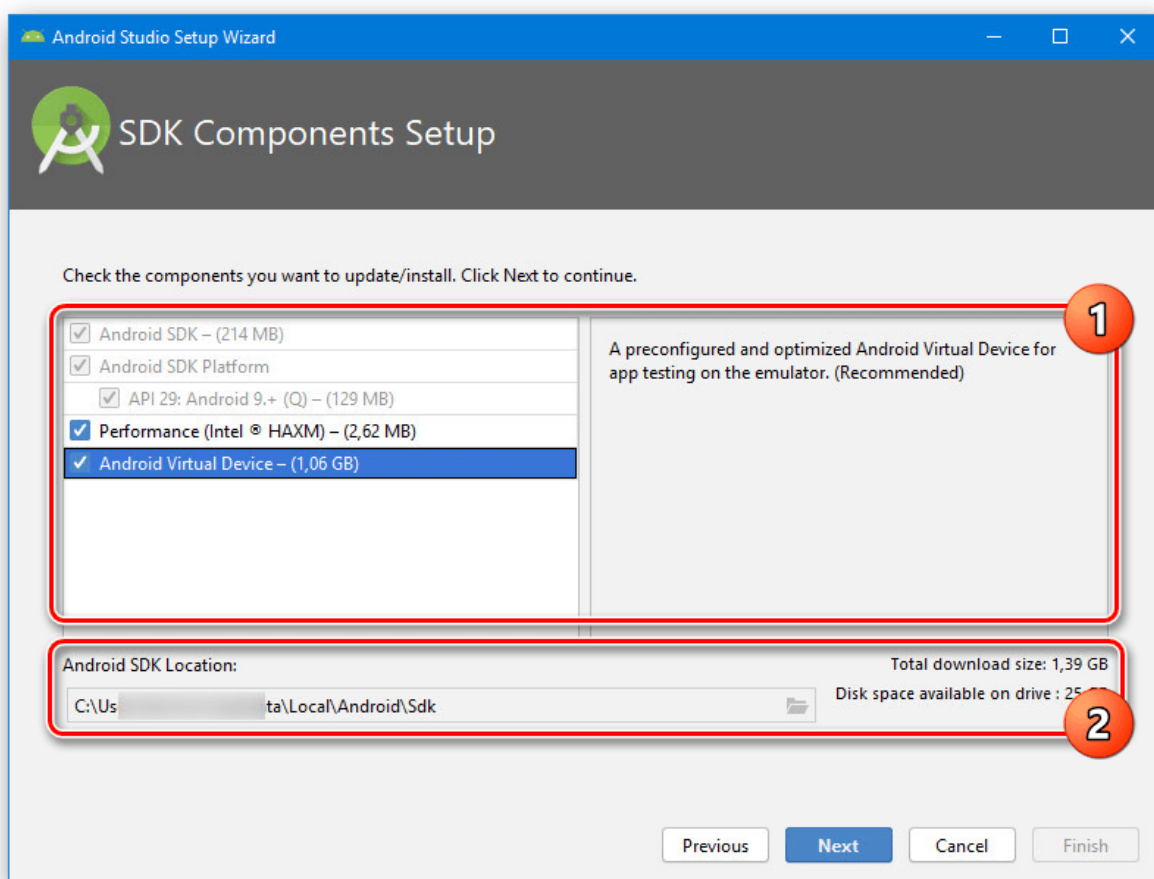 Android Studio Setup Wizard
SDK Components Setup
Check the components you want to update/install. Click Next to continue.
1
Android SDK – (214 MB)
Android SDK Platform
API 29: Android 9.+ (Q) – (129 MB)
Performance (Intel ® HAXM) – (2,62 MB)
Android Virtual Device – (1,06 GB)
A preconfigured and optimized Android Virtual Device for
app testing on the emulator. (Recommended)
Android SDK Location:
Total download size: 1,39 GB
C:\Us ta\Local\Android\Sdk
Disk space available on drive : 25
2
Previous
Next
Cancel
Finish